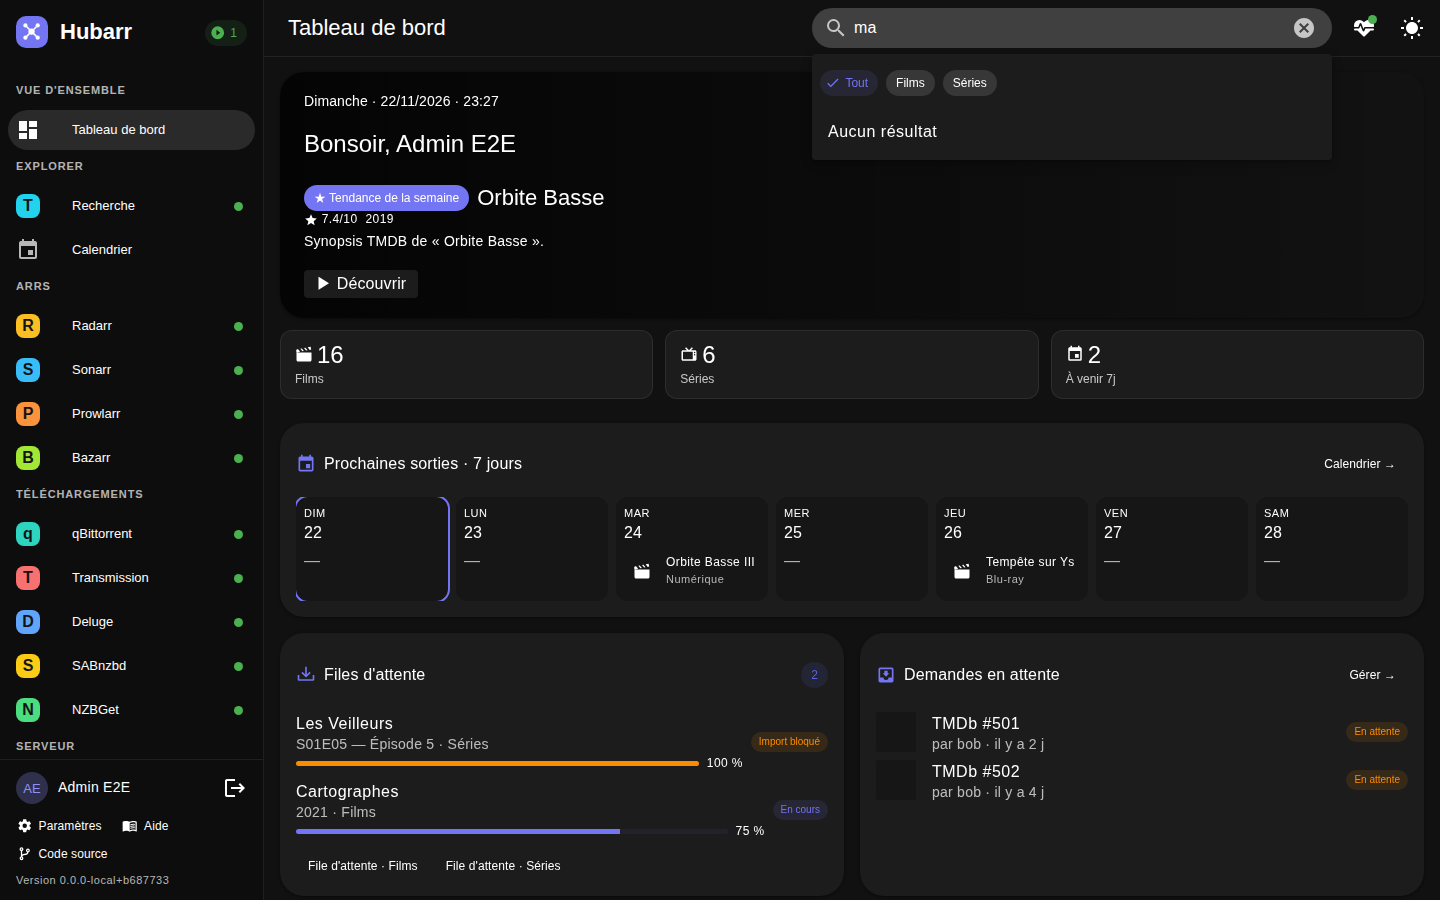 Hubarr
1
VUE D'ENSEMBLE
Tableau de bord
EXPLORER
T Recherche
Calendrier
ARRS
R Radarr
S Sonarr
P Prowlarr
B Bazarr
TÉLÉCHARGEMENTS
q qBittorrent
T Transmission
D Deluge
S SABnzbd
N NZBGet
SERVEUR
AE Admin E2E
Paramètres Aide
Code source
Version 0.0.0-local+b687733
Tableau de bord
ma
Tout Films Séries
Aucun résultat
Dimanche · 22/11/2026 · 23:27
Bonsoir, Admin E2E
Tendance de la semaine Orbite Basse
7.4/10 2019
Synopsis TMDB de « Orbite Basse ».
Découvrir
16
Films
6
Séries
2
À venir 7j
Prochaines sorties · 7 jours
Calendrier →
DIM
22
—
LUN
23
—
MAR
24
Orbite Basse III
Numérique
MER
25
—
JEU
26
Tempête sur Ys
Blu-ray
VEN
27
—
SAM
28
—
Files d'attente
2
Les Veilleurs
S01E05 — Épisode 5 · Séries
Import bloqué
100 %
Cartographes
2021 · Films
En cours
75 %
File d'attente · Films File d'attente · Séries
Demandes en attente
Gérer →
TMDb #501
par bob · il y a 2 j
En attente
TMDb #502
par bob · il y a 4 j
En attente